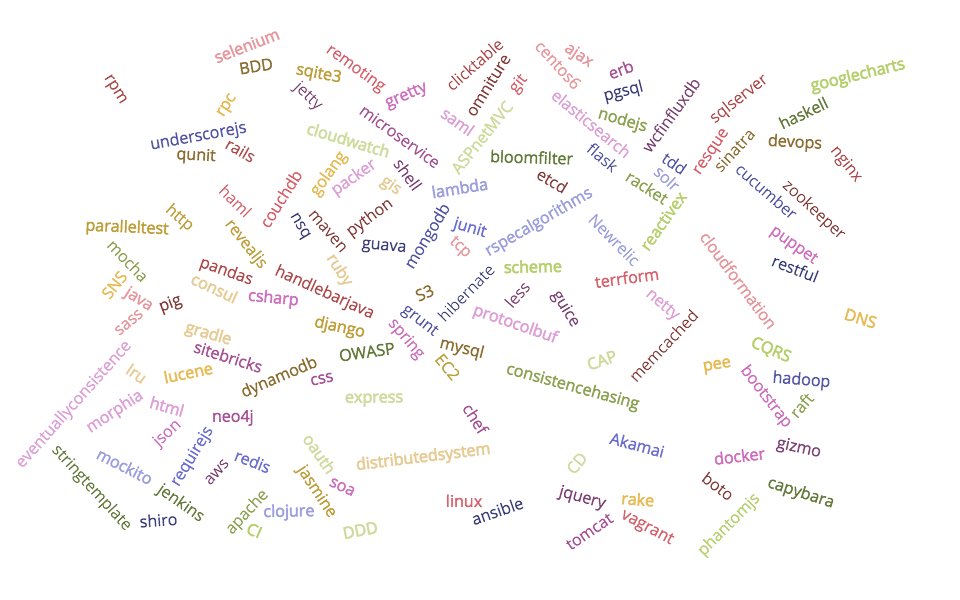 selenium
BDD
sqite3
remoting
clicktable
omniture
git
centos6
ajax
erb
pgsql
wcfinfluxdb
sqlserver
googlecharts
haskell
rpm
rpc
jetty
gretty
microservice
saml
ASPnetMVC
elasticsearch
nodejs
resque
sinatra
devops
nginx
underscorejs
qunit
rails
cloudwatch
bloomfilter
flask
tdd
solr
cucumber
zookeeper
couchdb
golang
packer
gis
shell
lambda
etcd
racket
reactivex
haml
http
paralleltest
revealjs
nsq
maven
python
guava
mongodb
junit
tcp
rspecalgorithms
Newrelic
cloudformation
puppet
restful
mocha
SNS
java
sass
pig
pandas
consul
csharp
handlebarjava
ruby
S3
hibernate
scheme
less
guice
terrform
netty
memcached
DNS
gradle
sitebricks
django
OWASP
grunt
spring
mysql
EC2
protocolbuf
CAP
CQRS
pee
hadoop
bootstrap
raft
eventuallyconsistence
lru
lucene
dynamodb
css
express
consistencehasing
morphia
html
json
neo4j
chef
Akamai
docker
gizmo
stringtemplate
mockito
requirejs
aws
redis
oauth
distributedsystem
CD
boto
capybara
jenkins
shiro
apache
CI
clojure
jasmine
soa
DDD
linux
ansible
jquery
rake
tomcat
vagrant
phantomjs